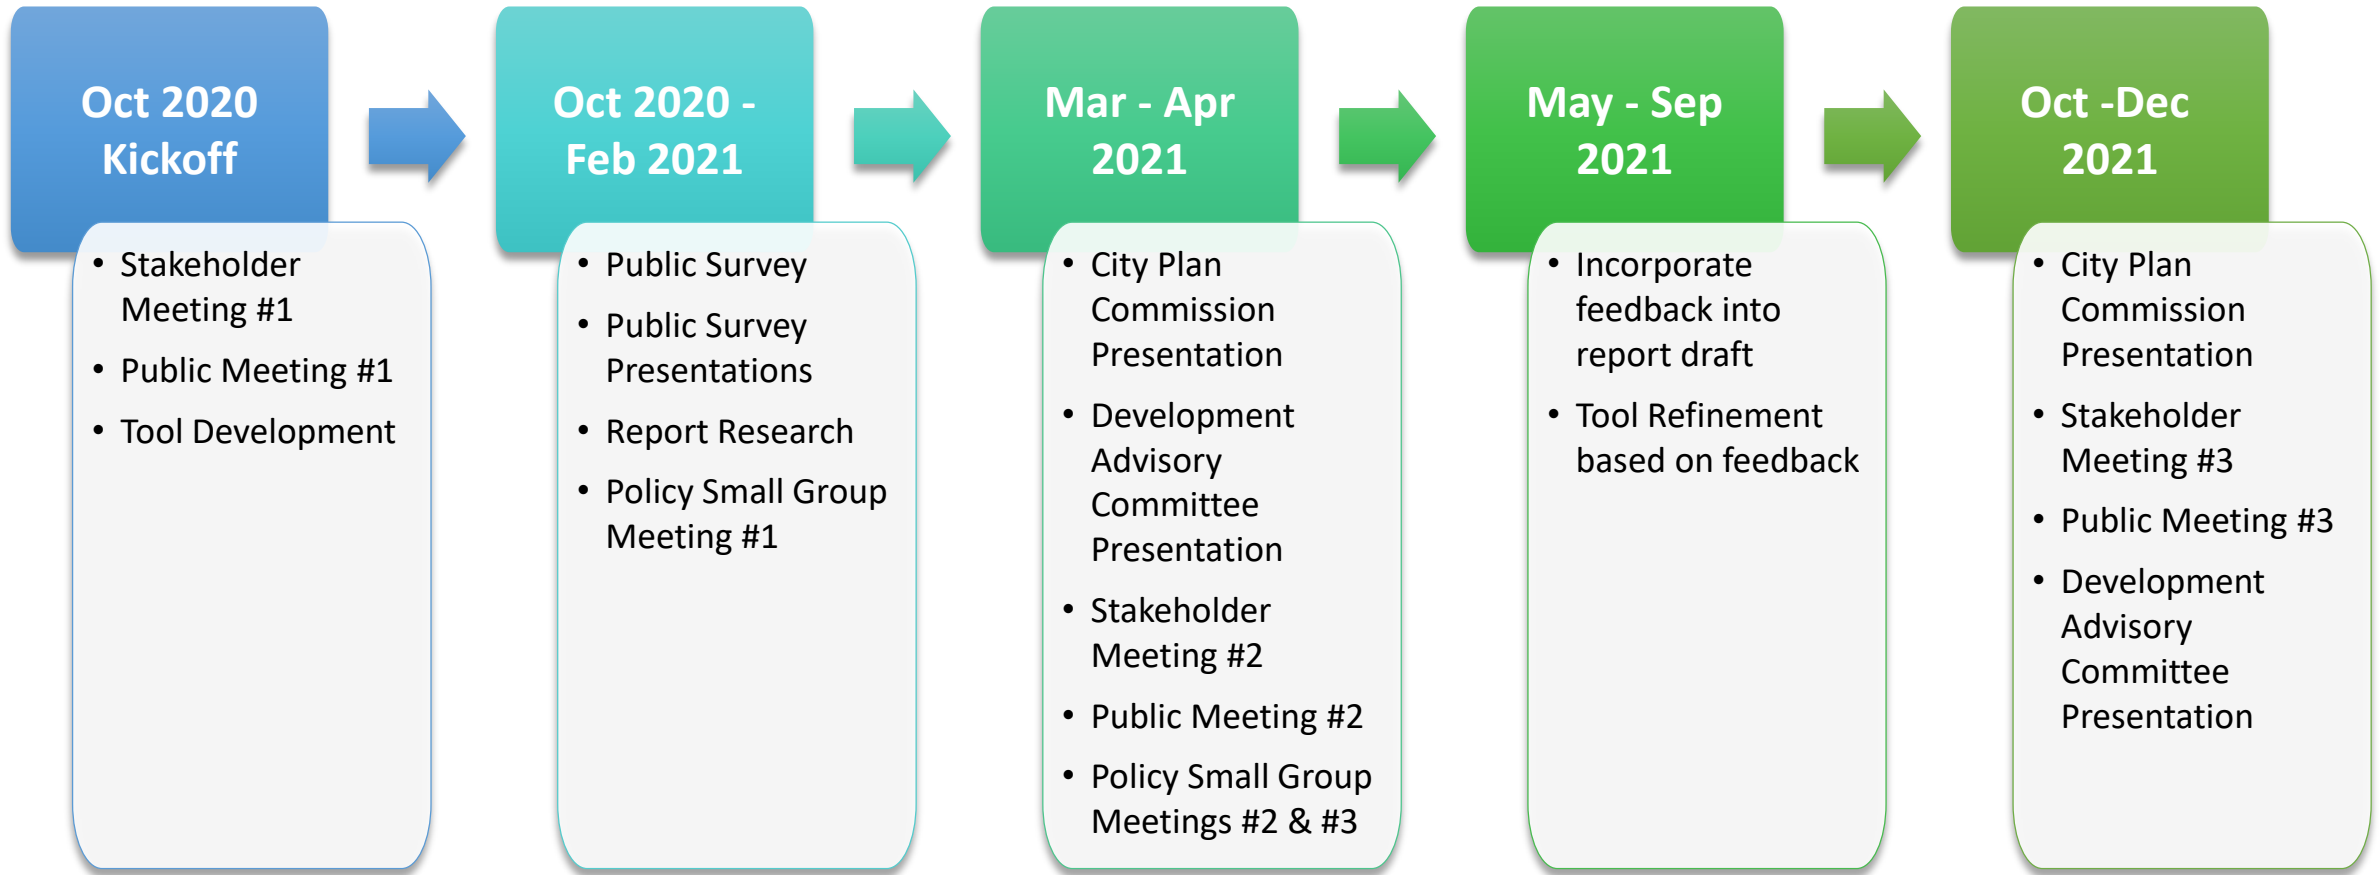 Oct 2020
Kickoff
• Stakeholder
Meeting #1
• Public Meeting #1
• Tool Development
Oct 2020 -
Feb 2021
• Public Survey
• Public Survey
Presentations
• Report Research
• Policy Small Group
Meeting #1
Mar - Apr
2021
• City Plan
Commission
Presentation
• Development
Advisory
Committee
Presentation
• Stakeholder
Meeting #2
• Public Meeting #2
• Policy Small Group
Meetings #2 & #3
May - Sep
2021
• Incorporate
feedback into
report draft
• Tool Refinement
based on feedback
Oct -Dec
2021
• City Plan
Commission
Presentation
• Stakeholder
Meeting #3
• Public Meeting #3
• Development
Advisory
Committee
Presentation